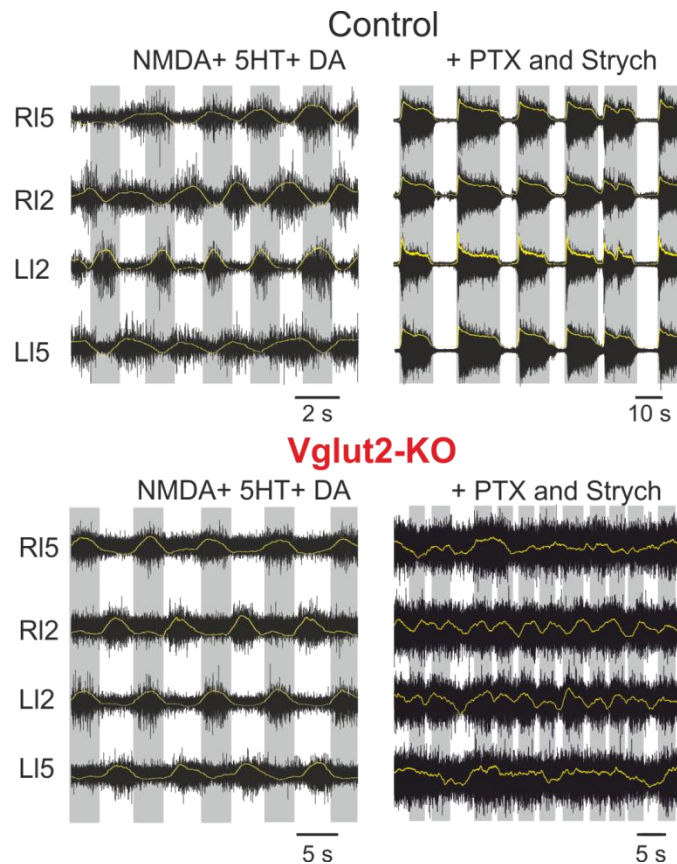 Control
NMDA+ 5HT+ DA
+ PTX and Strych
Rl5
Rl2
Ll2
Ll5
2 s
10 s
Vglut2-KO
NMDA+ 5HT+ DA
+ PTX and Strych
Rl5
Rl2
Ll2
Ll5
5 s
5 s